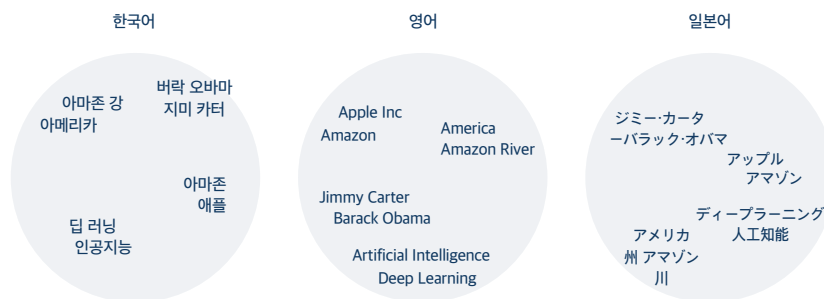 한국어
버락 오바마
지미 카터
아마존 강
아메리카
아마존
애플
딥 러닝
인공지능
영어
Apple Inc
Amazon
America
Amazon River
Jimmy Carter
Barack Obama
Artificial Intelligence
Deep Learning
일본어
ジミー·カータ
ーバラック·オバマ
アップル
アマゾン
ディープラーニング
人工知能
アメリカ
州 アマゾン
川